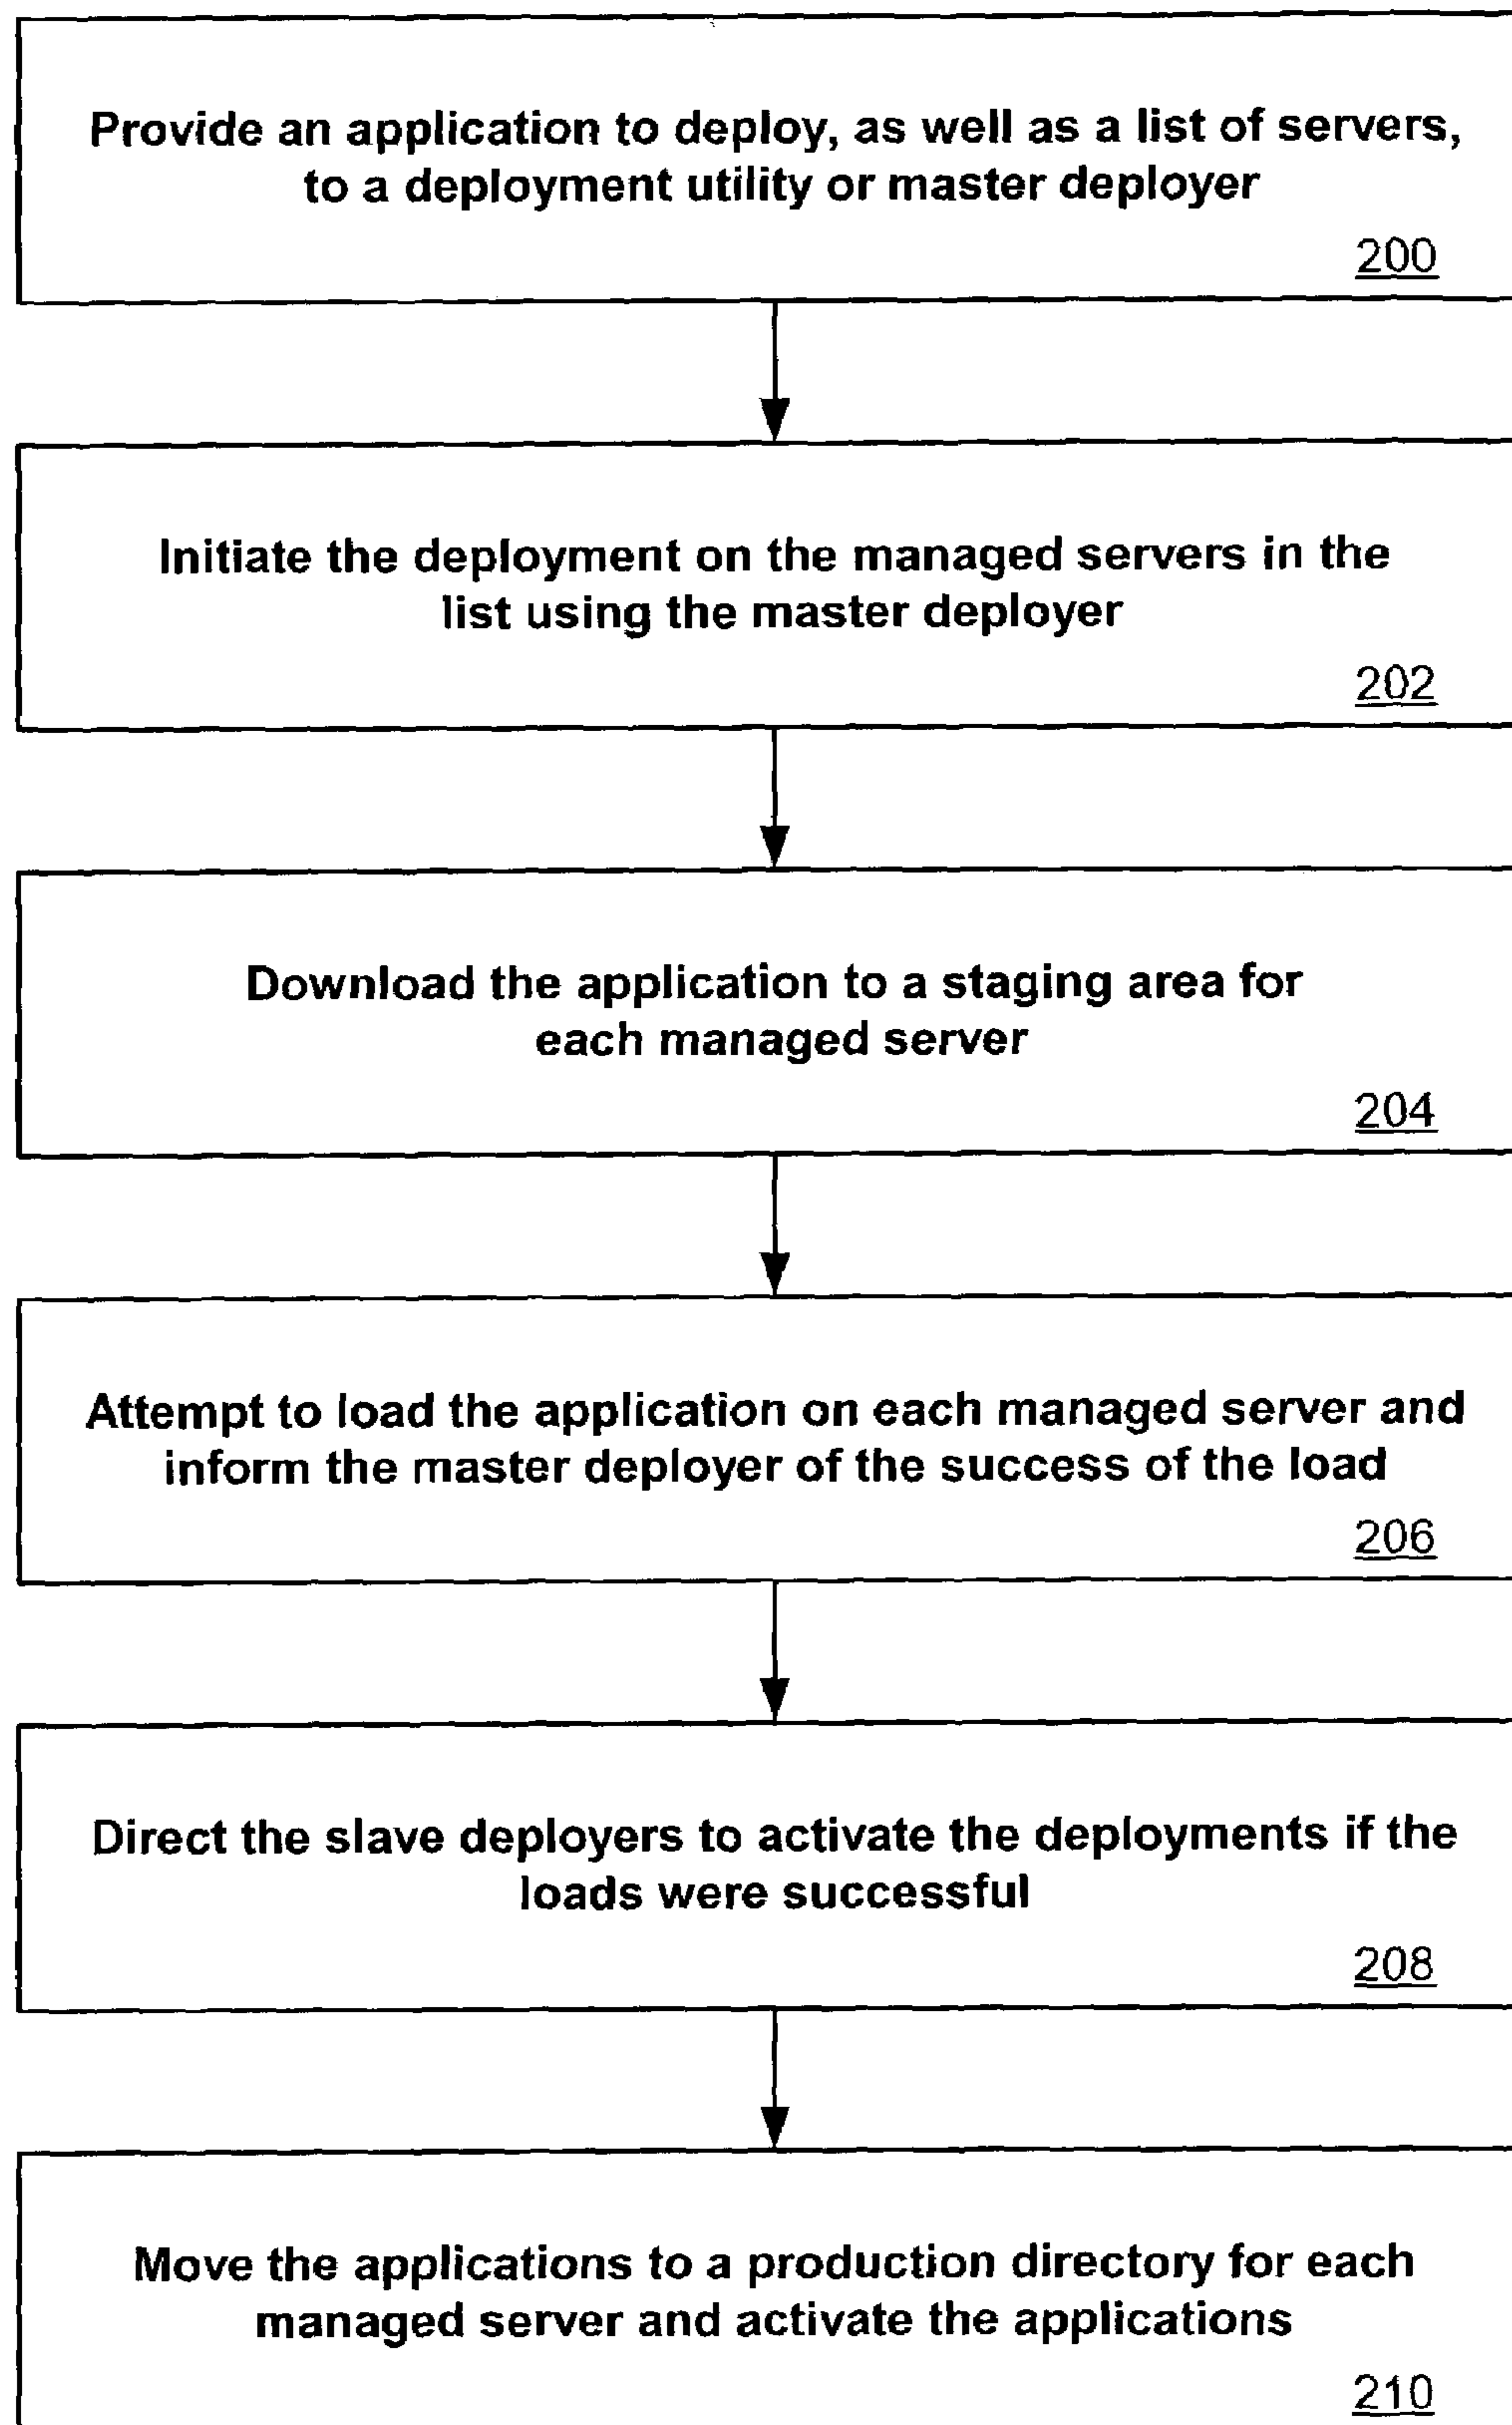 Provide an application to deploy, as well as a list of servers,
to a deployment utility or master deployer
200
Initiate the deployment on the managed servers in the
list using the master deployer
202
Download the application to a staging area for
each managed server
204
Attempt to load the application on each managed server and
inform the master deployer of the success of the load
206
Direct the slave deployers to activate the deployments if the
loads were successful
208
Move the applications to a production directory for each
managed server and activate the applications
210